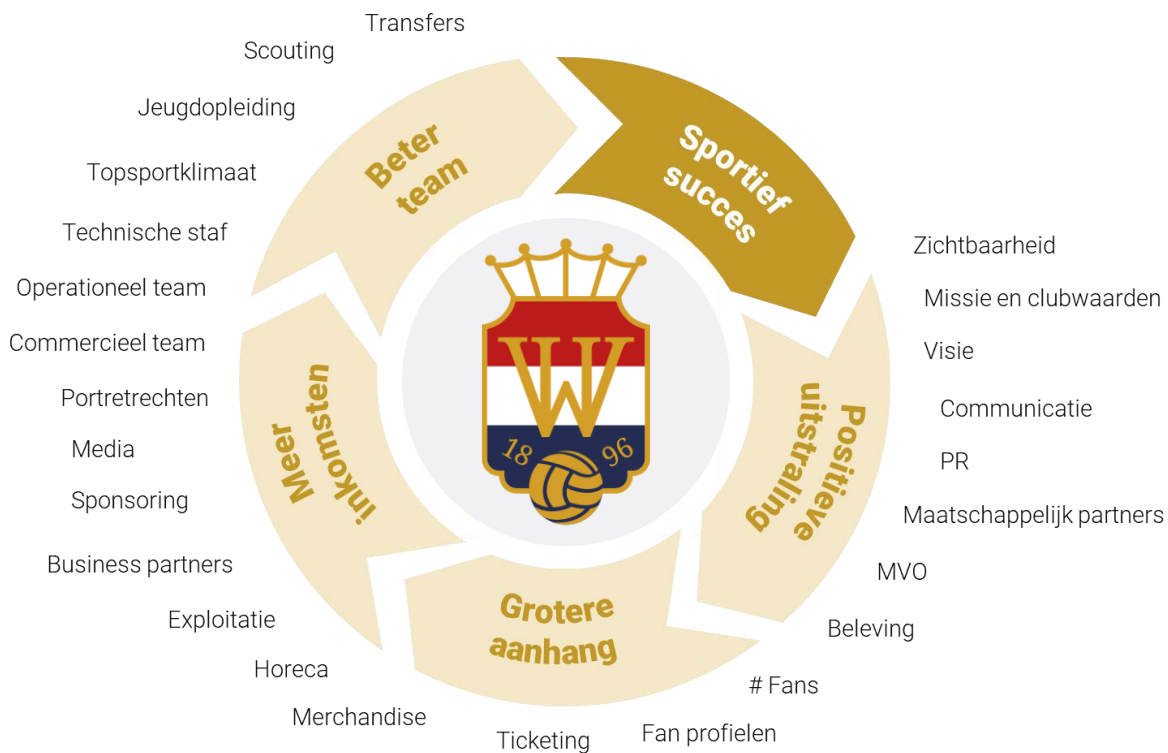 Transfers
Scouting
Jeugdopleiding
Topsportklimaat
Technische staf
Operationeel team
Commercieel team
Portretrechten
Media
Sponsoring
Business partners
Exploitatie
Horeca
Merchandise
Ticketing
Fan profielen
# Fans
Beleving
MVO
Maatschappelijk partners
PR
Communicatie
Visie
Missie en clubwaarden
Zichtbaarheid
Beter
team
Sportief
succes
Positieve
uitstraling
Grotere
aanhang
Meer
inkomsten
W
18 96